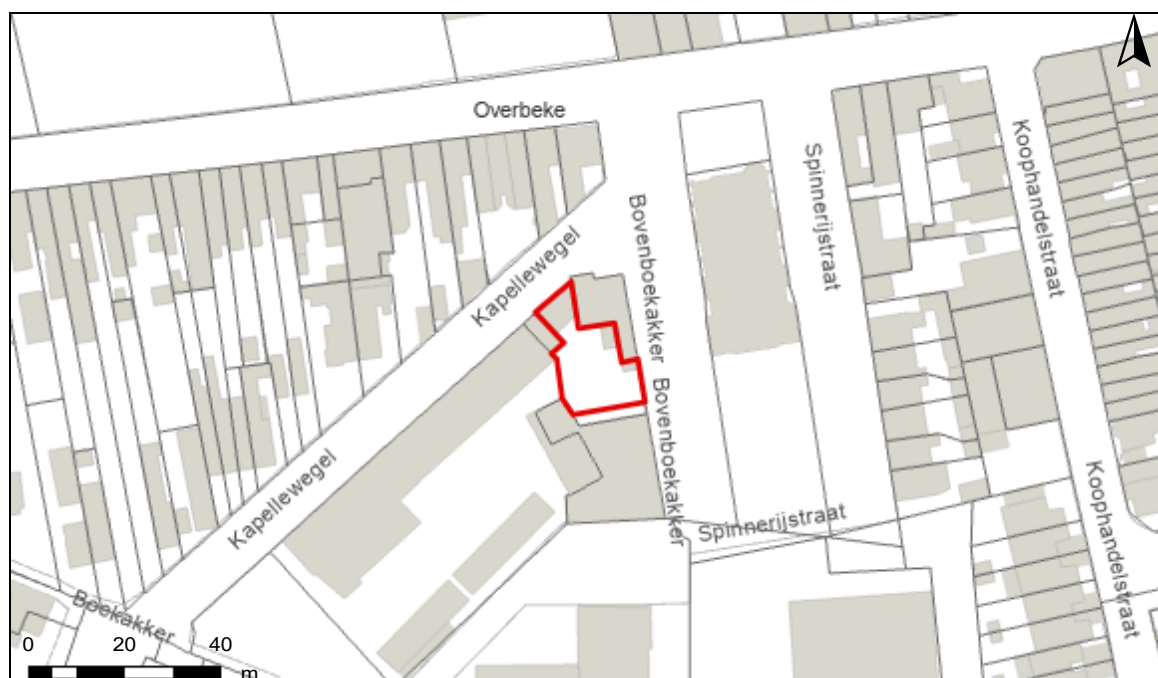 Overbeke
Spinnerijstraat
Koophandelstraat
Bovenboekakker
Kapellewegel
Bovenboekakker
Kapellewegel
Spinnerijstraat
Koophandelstraat
Boekakker
0 20 40
m